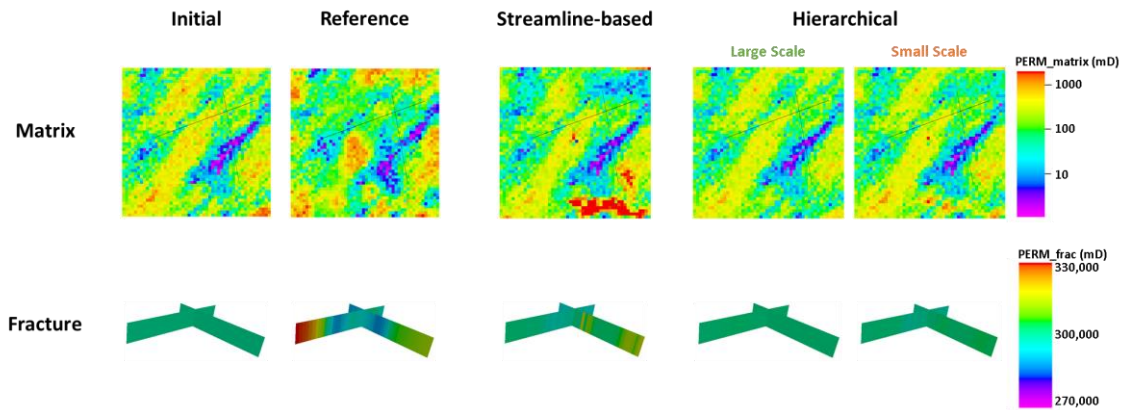 Initial Reference Streamline-based Hierarchical
Large Scale Small Scale
PERM_matrix (mD)
1000
Matrix
100
10
PERM_frac (mD)
330,000
Fracture
300,000
270,000